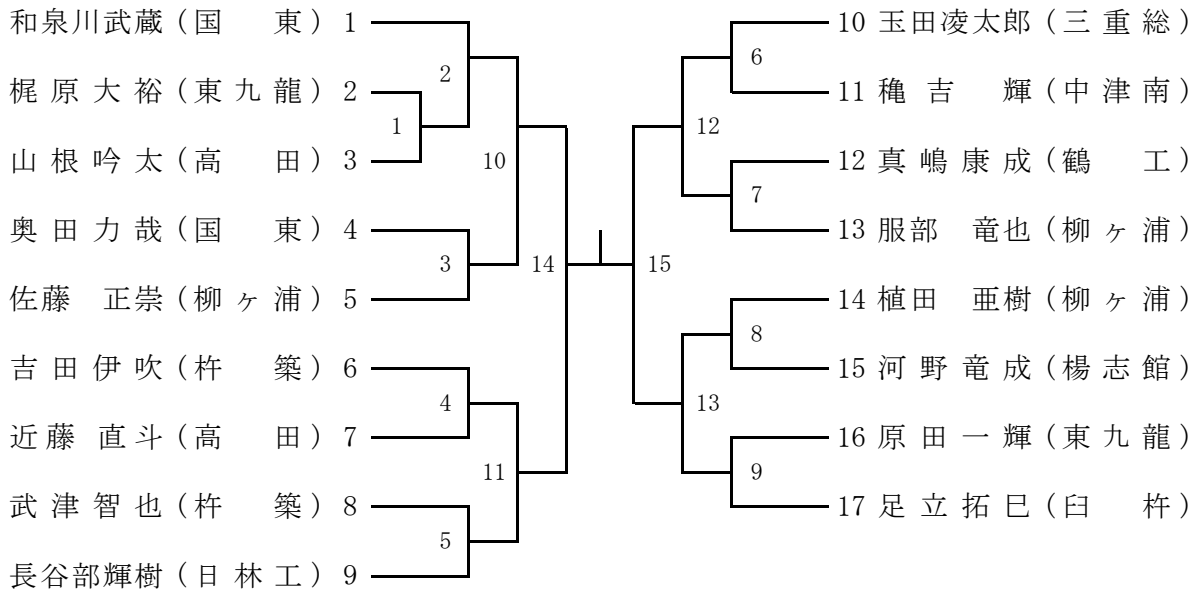 和泉川武蔵（国　東）1
2
梶原大裕（東九龍）2
1
山根吟太（高　田）3
10
奥田力哉（国　東）4
3
14
佐藤　正崇（柳ヶ浦）5
吉田伊吹（杵　築）6
4
近藤直斗（高　田）7
11
武津智也（杵　築）8
5
長谷部輝樹（日林工）9
10 玉田凌太郎（三重総）
6
11 穐吉　輝（中津南）
12
12 真嶋康成（鶴　工）
7
13 服部　竜也（柳ヶ浦）
15
14 植田　亜樹（柳ヶ浦）
8
15 河野竜成（楊志館）
13
16 原田一輝（東九龍）
9
17 足立拓巳（臼　杵）